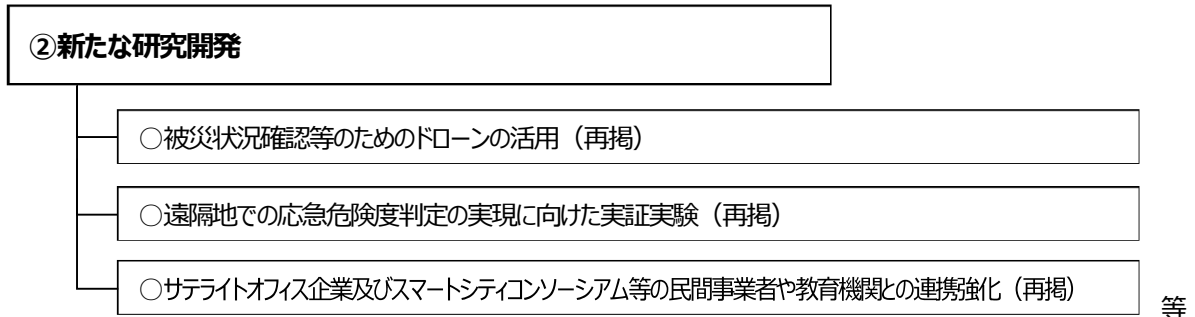 ②新たな研究開発
○被災状況確認等のためのドローンの活用（再掲）
○遠隔地での応急危険度判定の実現に向けた実証実験（再掲）
○サテライトオフィス企業及びスマートシティコンソーシアム等の民間事業者や教育機関との連携強化（再掲）
等